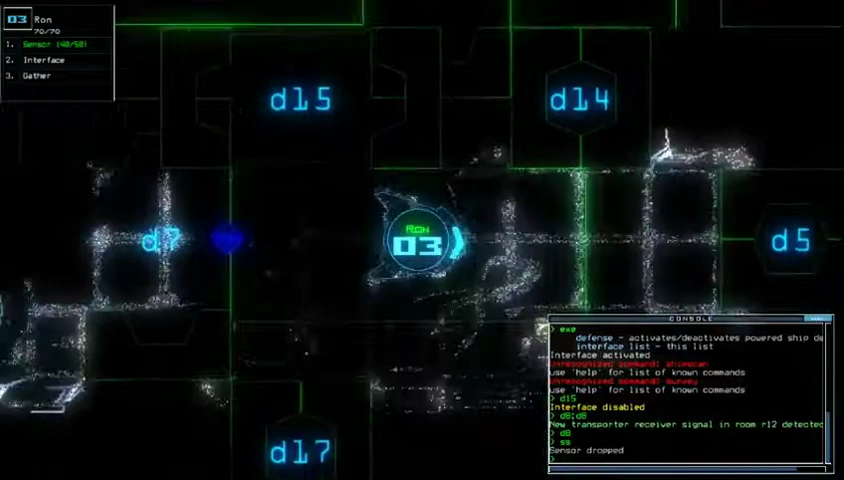 03 Ron
70/70
1. Sensor (40/50)
2. Interface
3. Gather
d15
d14
d7
Ron
03
d5
d17
CONSOLE
> exe
defense - activates/deactivates powered ship de
interface list - this list
Interface activated
Unrecognized command: shipscan
use 'help' for list of known commands
Unrecognized command: survey
use 'help' for list of known commands
> d15
Interface disabled
> d8;d8
New transporter receiver signal in room r12 detected
> d8
> ss
Sensor dropped
>